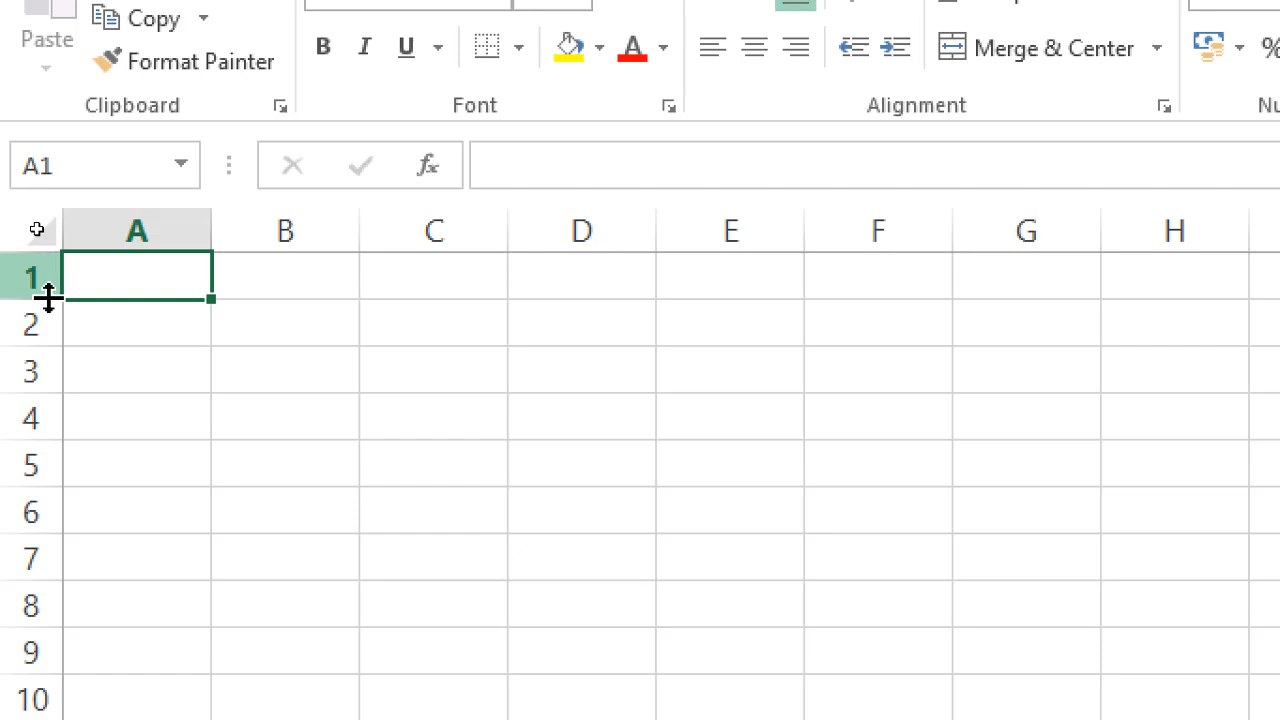 Paste
Copy
Format Painter
B I U A
Merge & Center
%
Clipboard
Font
Alignment
A1
fx
A B C D E F G H
1
2
3
4
5
6
7
8
9
10